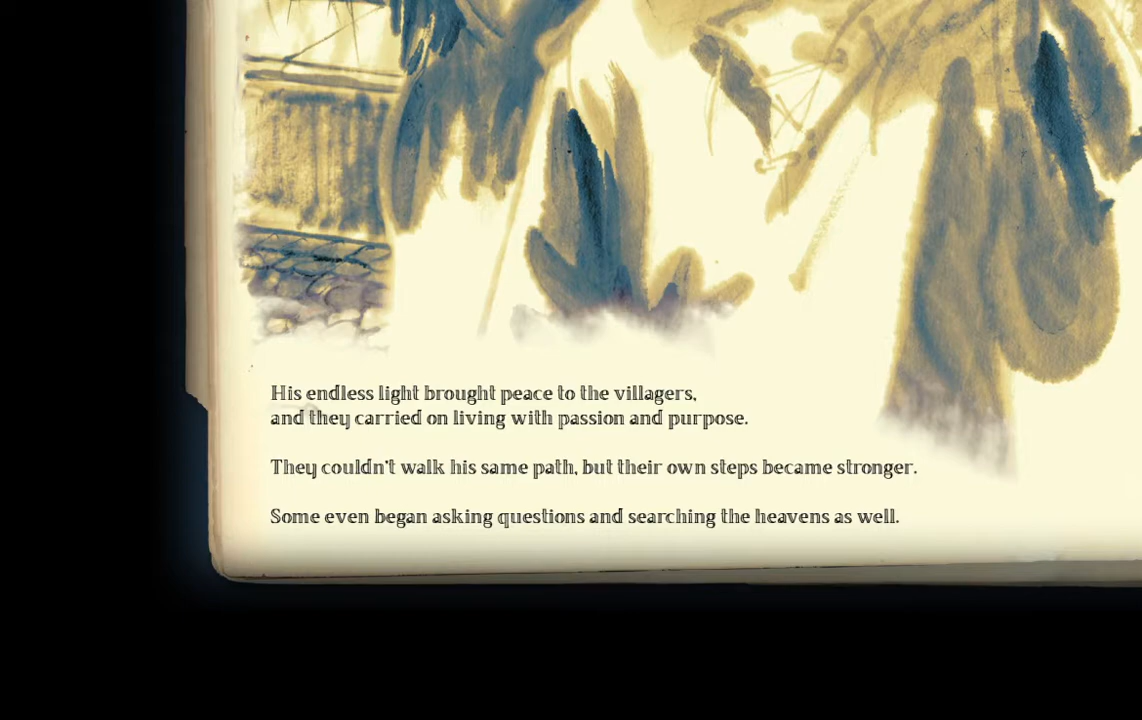 His endless light brought peace to the villagers,
and they carried on living with passion and purpose.
They couldn't walk his same path, but their own steps became stronger.
Some even began asking questions and searching the heavens as well.